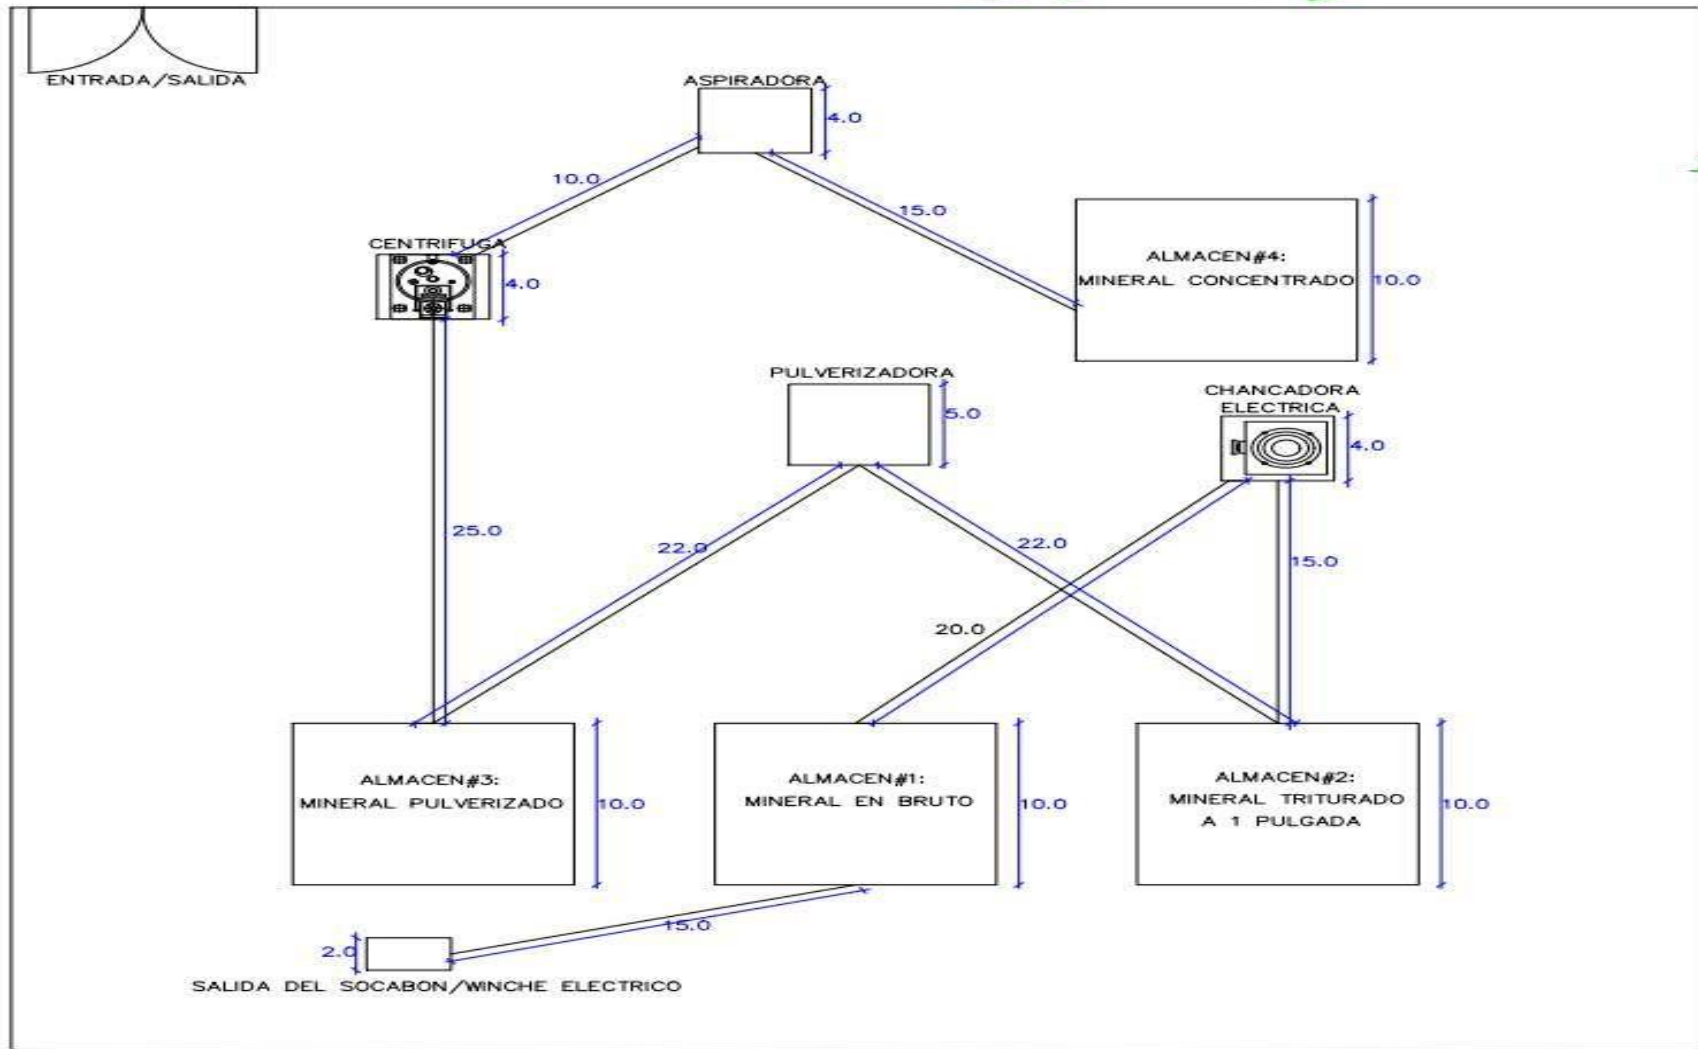 ENTRADA/SALIDA
ASPIRADORA
4.0
10.0
15.0
CENTRIFUGA
4.0
ALMACEN#4:
MINERAL CONCENTRADO
10.0
PULVERIZADORA
5.0
CHANCADORA
ELECTRICA
4.0
25.0
22.0
22.0
15.0
20.0
ALMACEN#3:
MINERAL PULVERIZADO
10.0
ALMACEN#1:
MINERAL EN BRUTO
10.0
ALMACEN#2:
MINERAL TRITURADO
A 1 PULGADA
10.0
15.0
2.0
SALIDA DEL SOCABON/WINCHE ELECTRICO